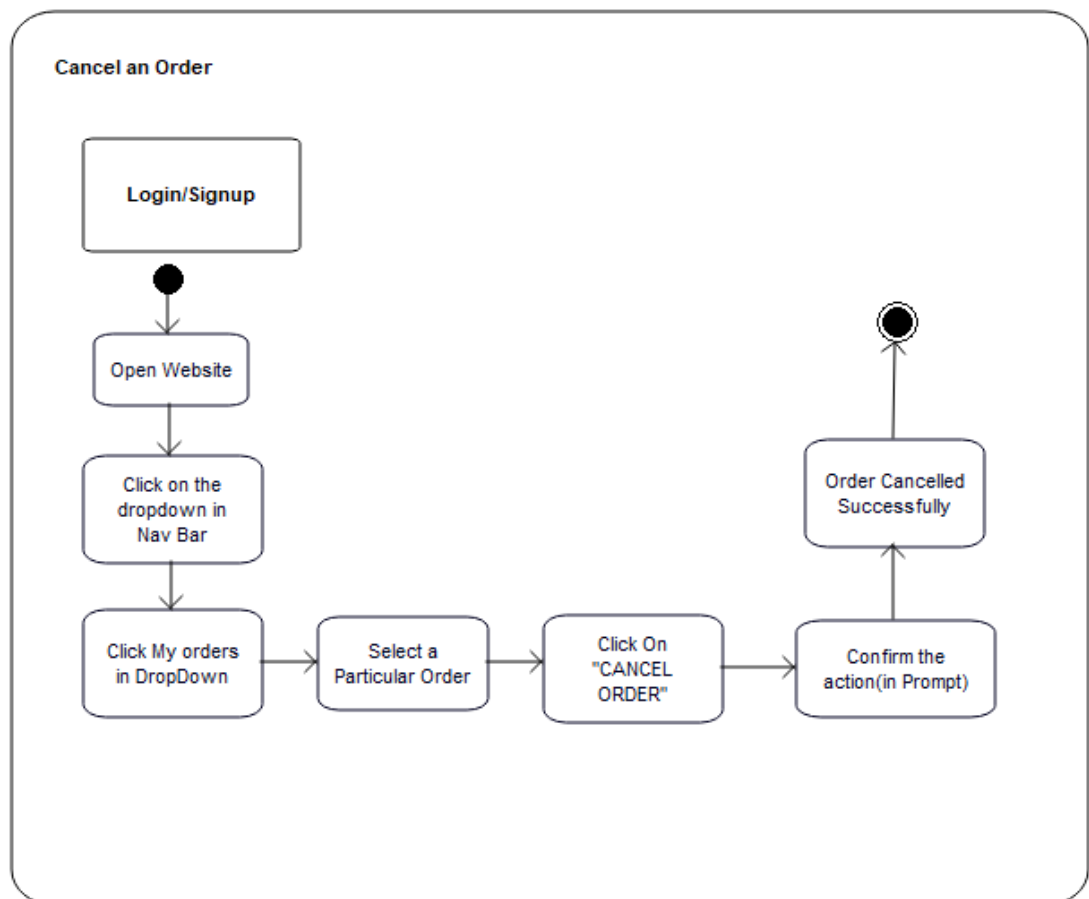 Cancel an Order
Login/Signup
Open Website
Click on the
dropdown in
Nav Bar
Click My orders
in DropDown
Select a
Particular Order
Click On
"CANCEL
ORDER"
Confirm the
action(in Prompt)
Order Cancelled
Successfully